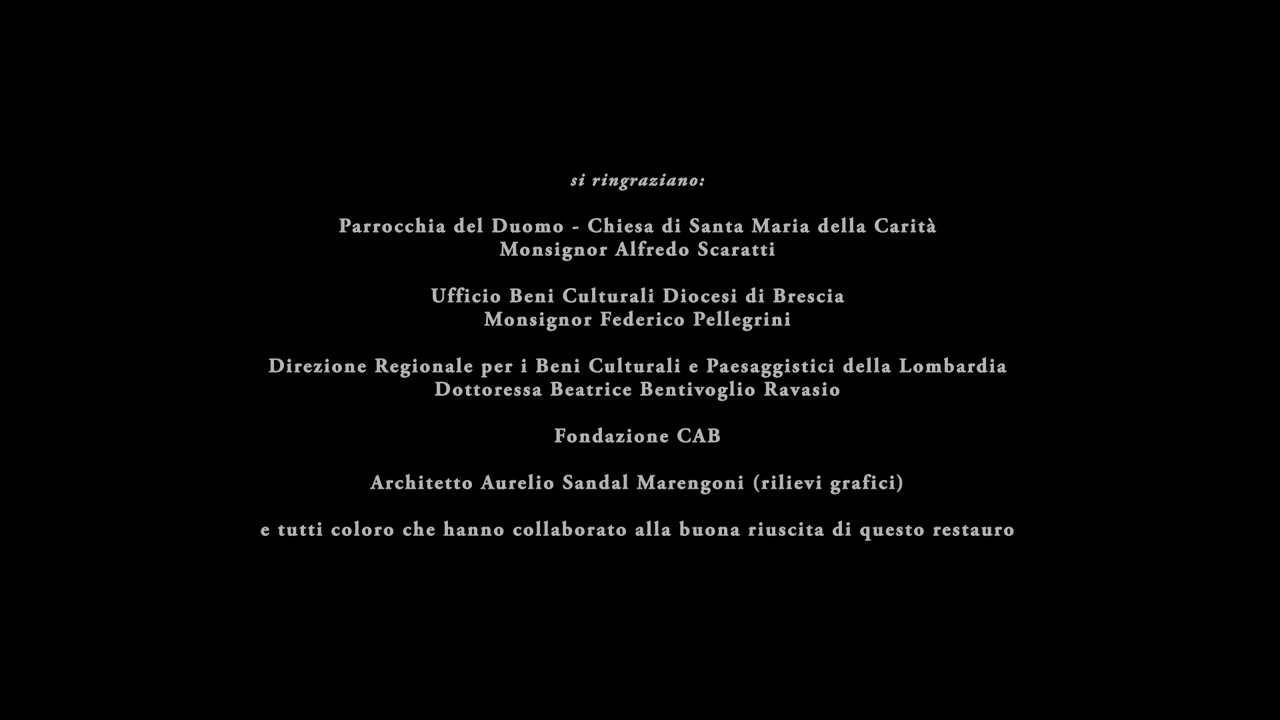 si ringraziano:
Parrocchia del Duomo - Chiesa di Santa Maria della Carità
Monsignor Alfredo Scaratti
Ufficio Beni Culturali Diocesi di Brescia
Monsignor Federico Pellegrini
Direzione Regionale per i Beni Culturali e Paesaggistici della Lombardia
Dottoressa Beatrice Bentivoglio Ravasio
Fondazione CAB
Architetto Aurelio Sandal Marengoni (rilievi grafici)
e tutti coloro che hanno collaborato alla buona riuscita di questo restauro